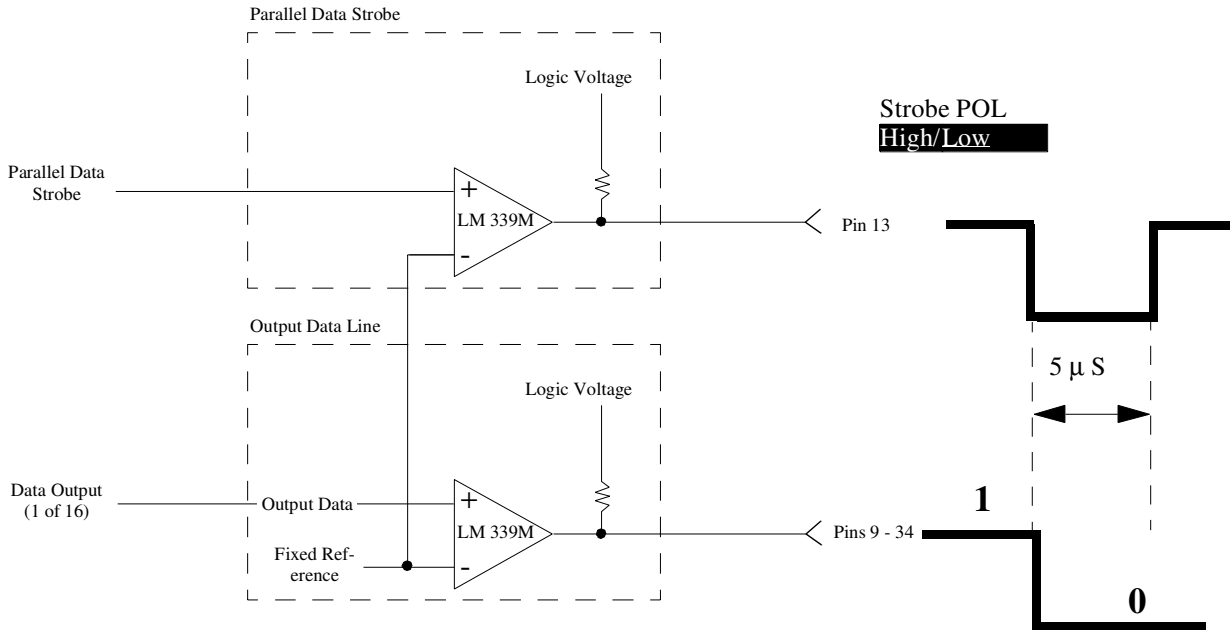 Parallel Data Strobe
Logic Voltage
Strobe POL
High/Low
Parallel Data
Strobe
+
LM 339M
-
Pin 13
Output Data Line
5 μ S
Logic Voltage
Data Output
(1 of 16)
Output Data
+
LM 339M
-
Fixed Ref-
erence
Pins 9 - 34
1
0